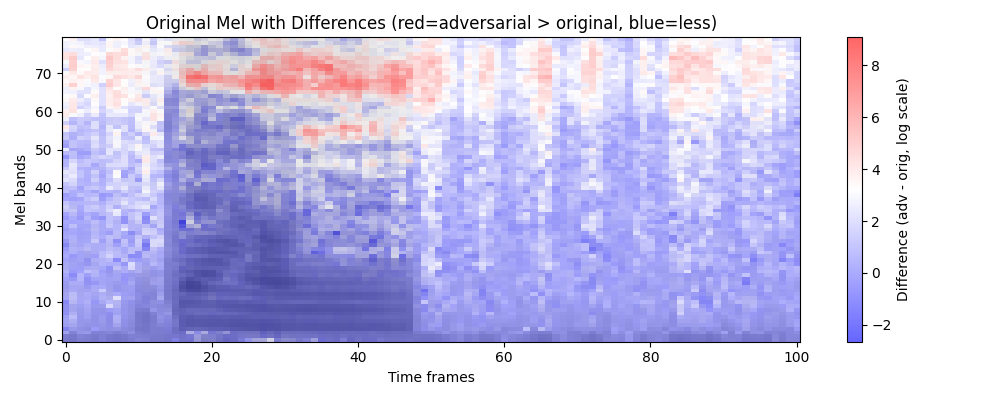 Original Mel with Differences (red=adversarial > original, blue=less)
Mel bands
70
60
50
40
30
20
10
0
0 20 40 60 80 100
Time frames
8
6
4
2
0
−2
Difference (adv - orig, log scale)